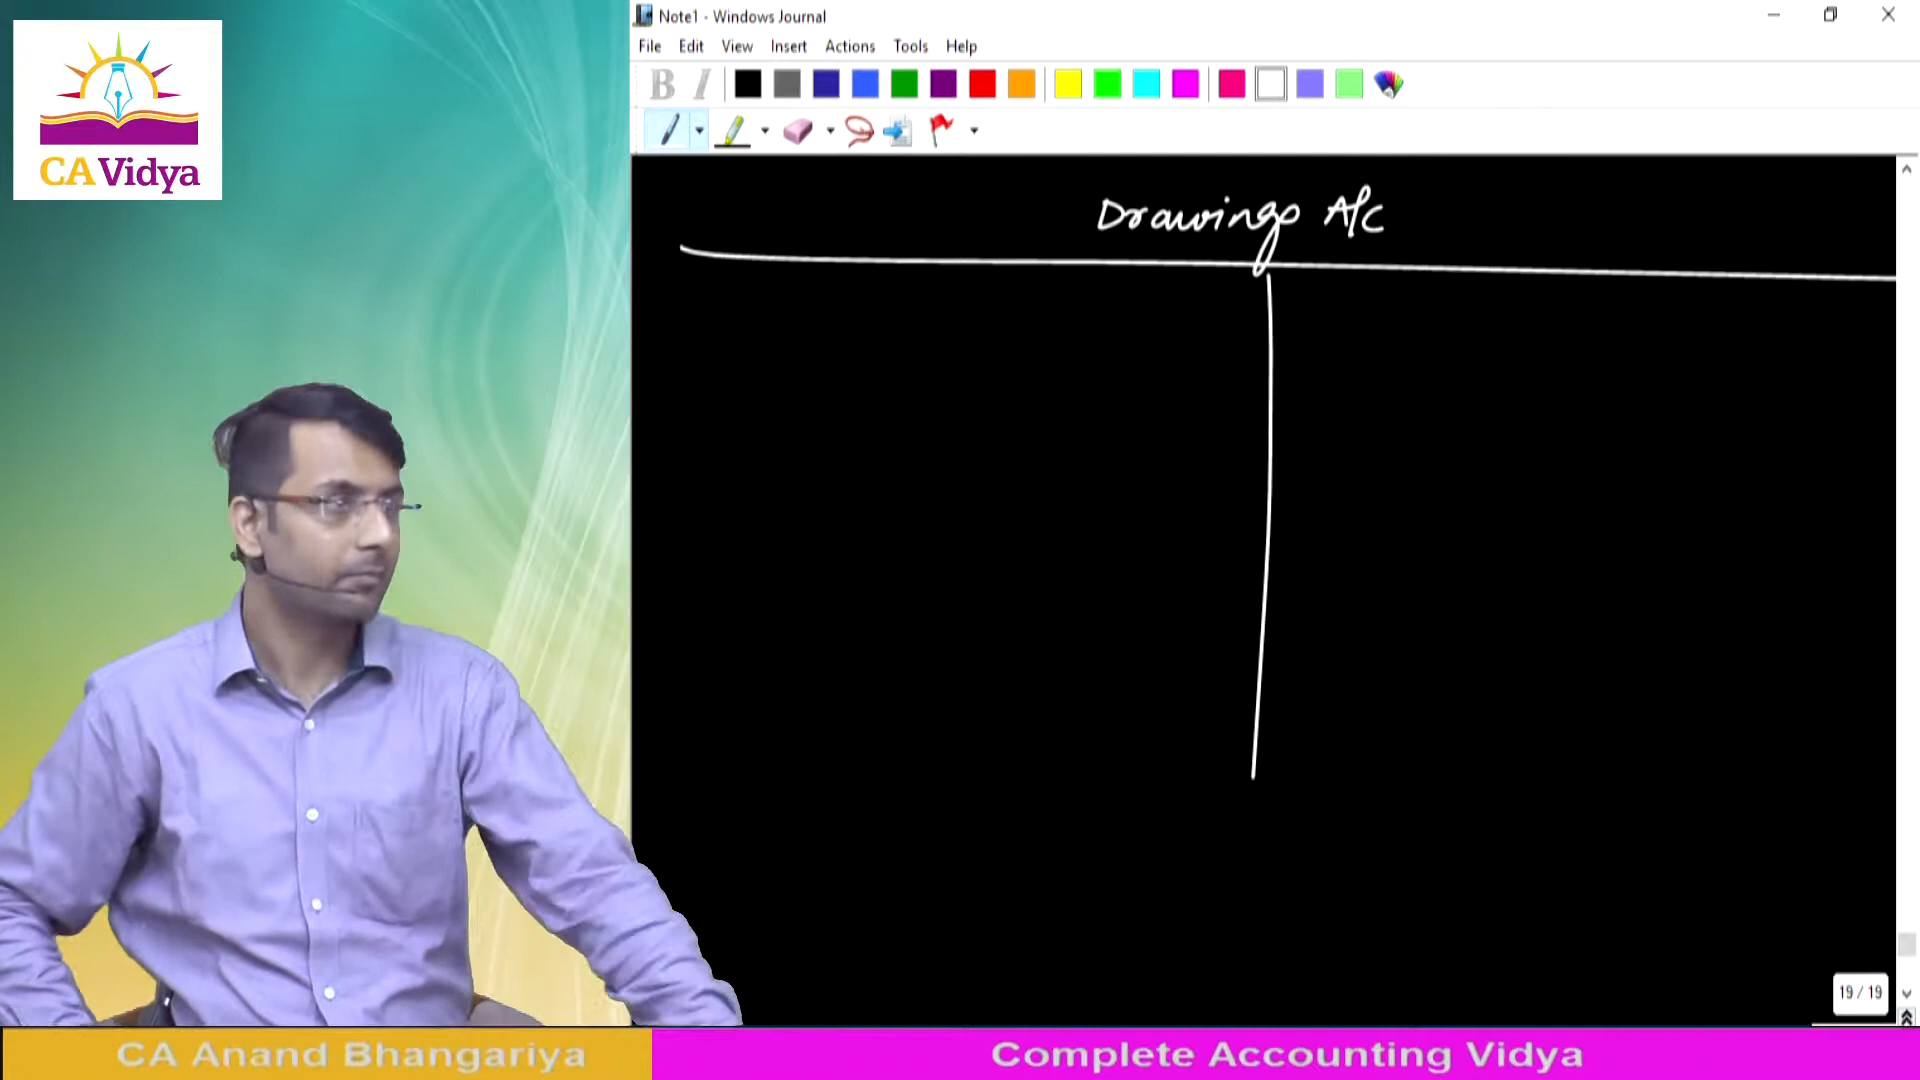 CA Vidya
Note1 - Windows Journal
File Edit View Insert Actions Tools Help
B I
Drawings A/c
19 / 19
CA Anand Bhangariya
Complete Accounting Vidya